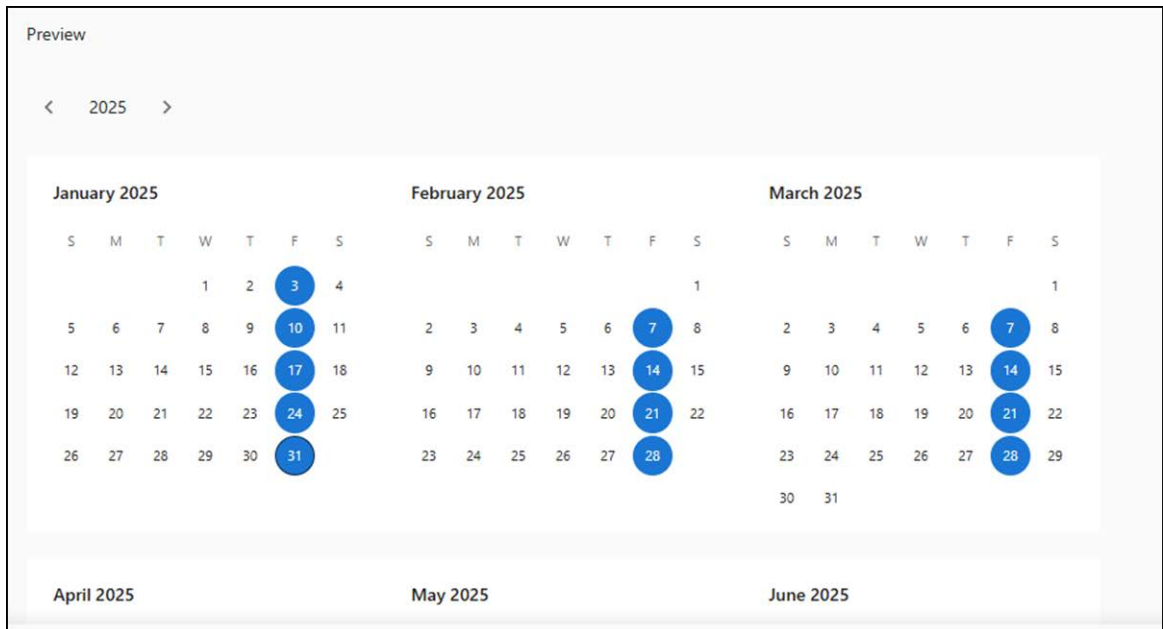 Preview
2025
January 2025
S M T W T F S
1 2 3 4
5 6 7 8 9 10 11
12 13 14 15 16 17 18
19 20 21 22 23 24 25
26 27 28 29 30 31
February 2025
S M T W T F S
1
2 3 4 5 6 7 8
9 10 11 12 13 14 15
16 17 18 19 20 21 22
23 24 25 26 27 28
March 2025
S M T W T F S
1
2 3 4 5 6 7 8
9 10 11 12 13 14 15
16 17 18 19 20 21 22
23 24 25 26 27 28 29
30 31
April 2025
May 2025
June 2025